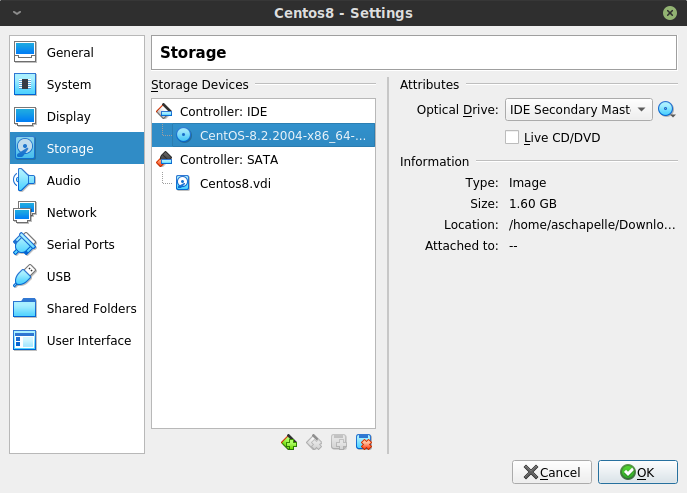 Centos8 - Settings
General
System
Display
Storage
Audio
Network
Serial Ports
USB
Shared Folders
User Interface
Storage
Storage Devices
Controller: IDE
CentOS-8.2.2004-x86_64-...
Controller: SATA
Centos8.vdi
Attributes
Optical Drive: IDE Secondary Mast
Live CD/DVD
Information
Type: Image
Size: 1.60 GB
Location: /home/aschapelle/Downlo...
Attached to: --
Cancel
OK